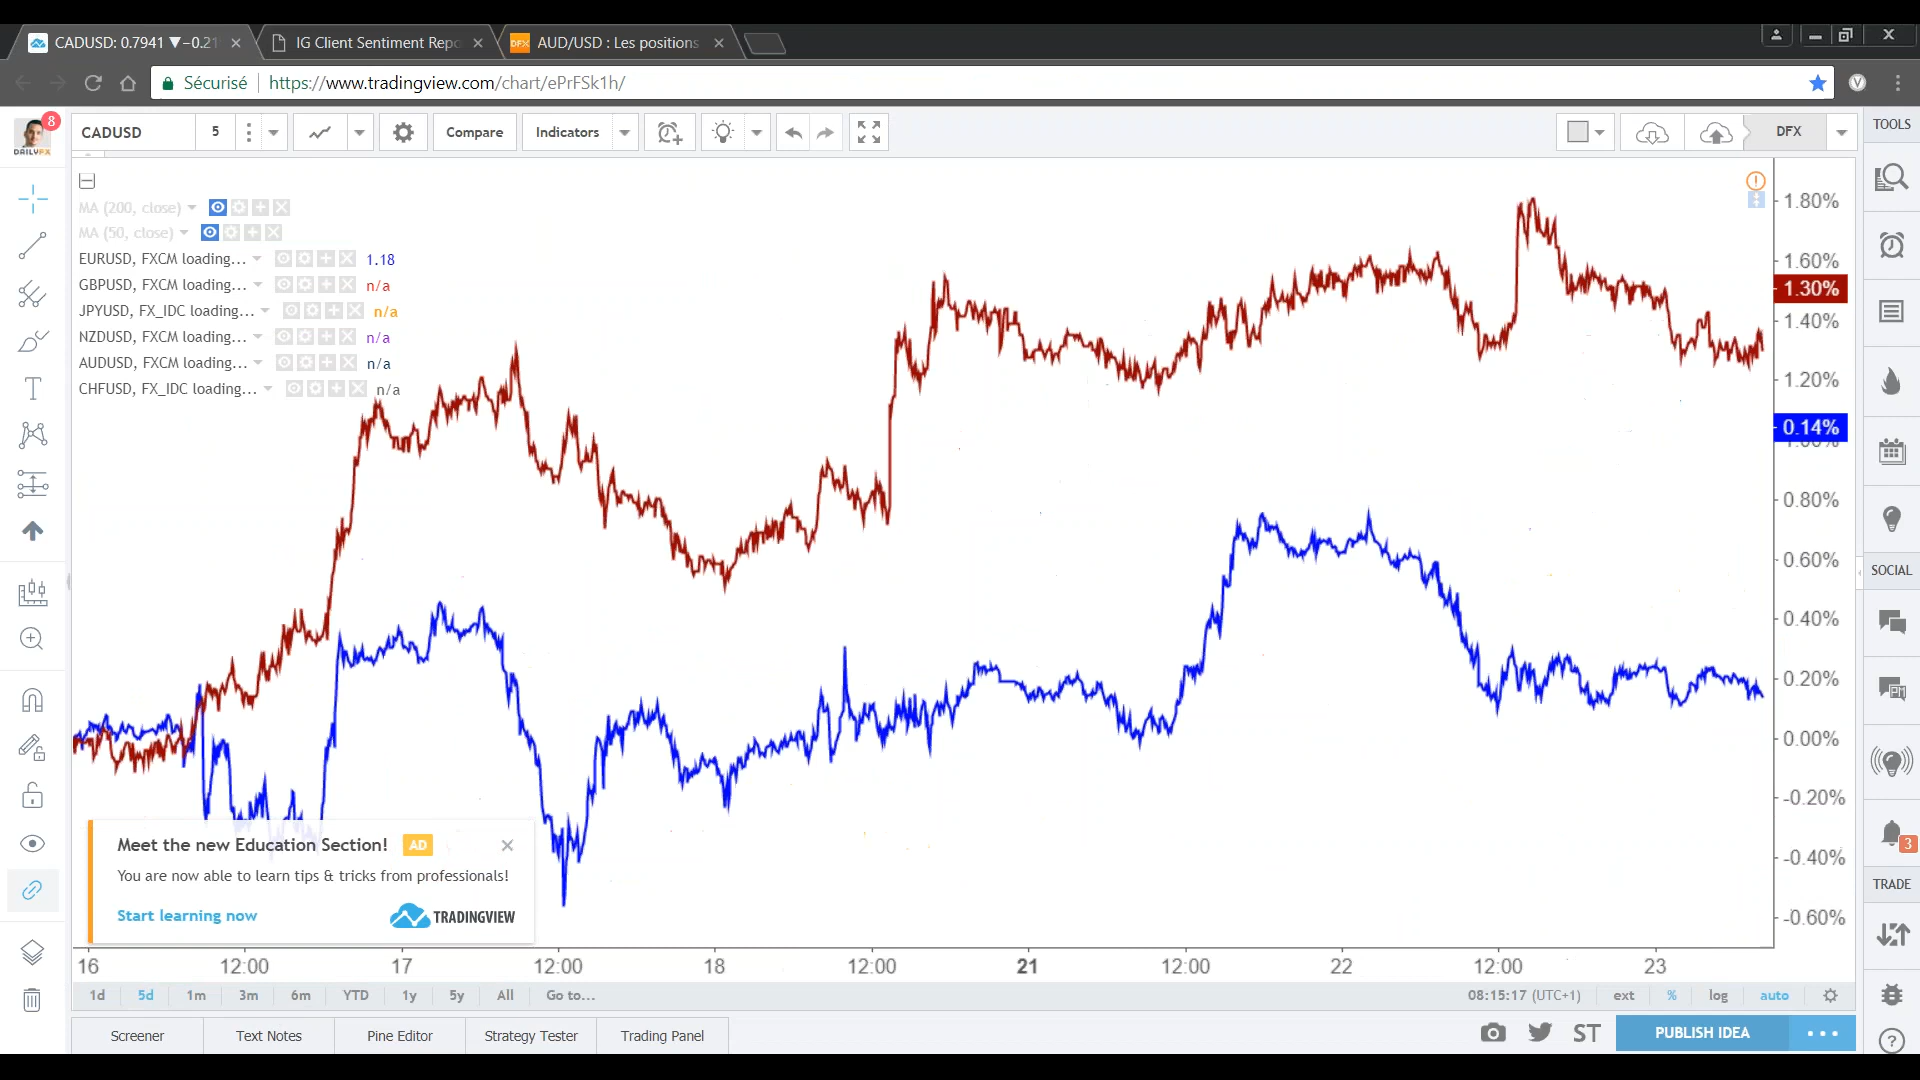 CADUSD: 0.7941 ▼−0.21
IG Client Sentiment Repo
DFX
AUD/USD : Les positions
Sécurisé
https://www.tradingview.com/chart/ePrFSk1h/
V
8
DAILYFX
CADUSD
5
Compare
Indicators
DFX
TOOLS
MA (200, close)
MA (50, close)
EURUSD, FXCM loading... 1.18
GBPUSD, FXCM loading... n/a
JPYUSD, FX_IDC loading... n/a
NZDUSD, FXCM loading... n/a
AUDUSD, FXCM loading... n/a
CHFUSD, FX_IDC loading... n/a
1.80%
1.60%
1.30%
1.40%
1.20%
0.14%
1.00%
0.80%
0.60%
0.40%
0.20%
0.00%
-0.20%
-0.40%
-0.60%
SOCIAL
3
TRADE
Meet the new Education Section! AD
You are now able to learn tips & tricks from professionals!
Start learning now
TRADINGVIEW
16 12:00 17 12:00 18 12:00 21 12:00 22 12:00 23
1d 5d 1m 3m 6m YTD 1y 5y All Go to...
08:15:17 (UTC+1) ext % log auto
Screener Text Notes Pine Editor Strategy Tester Trading Panel
ST
PUBLISH IDEA